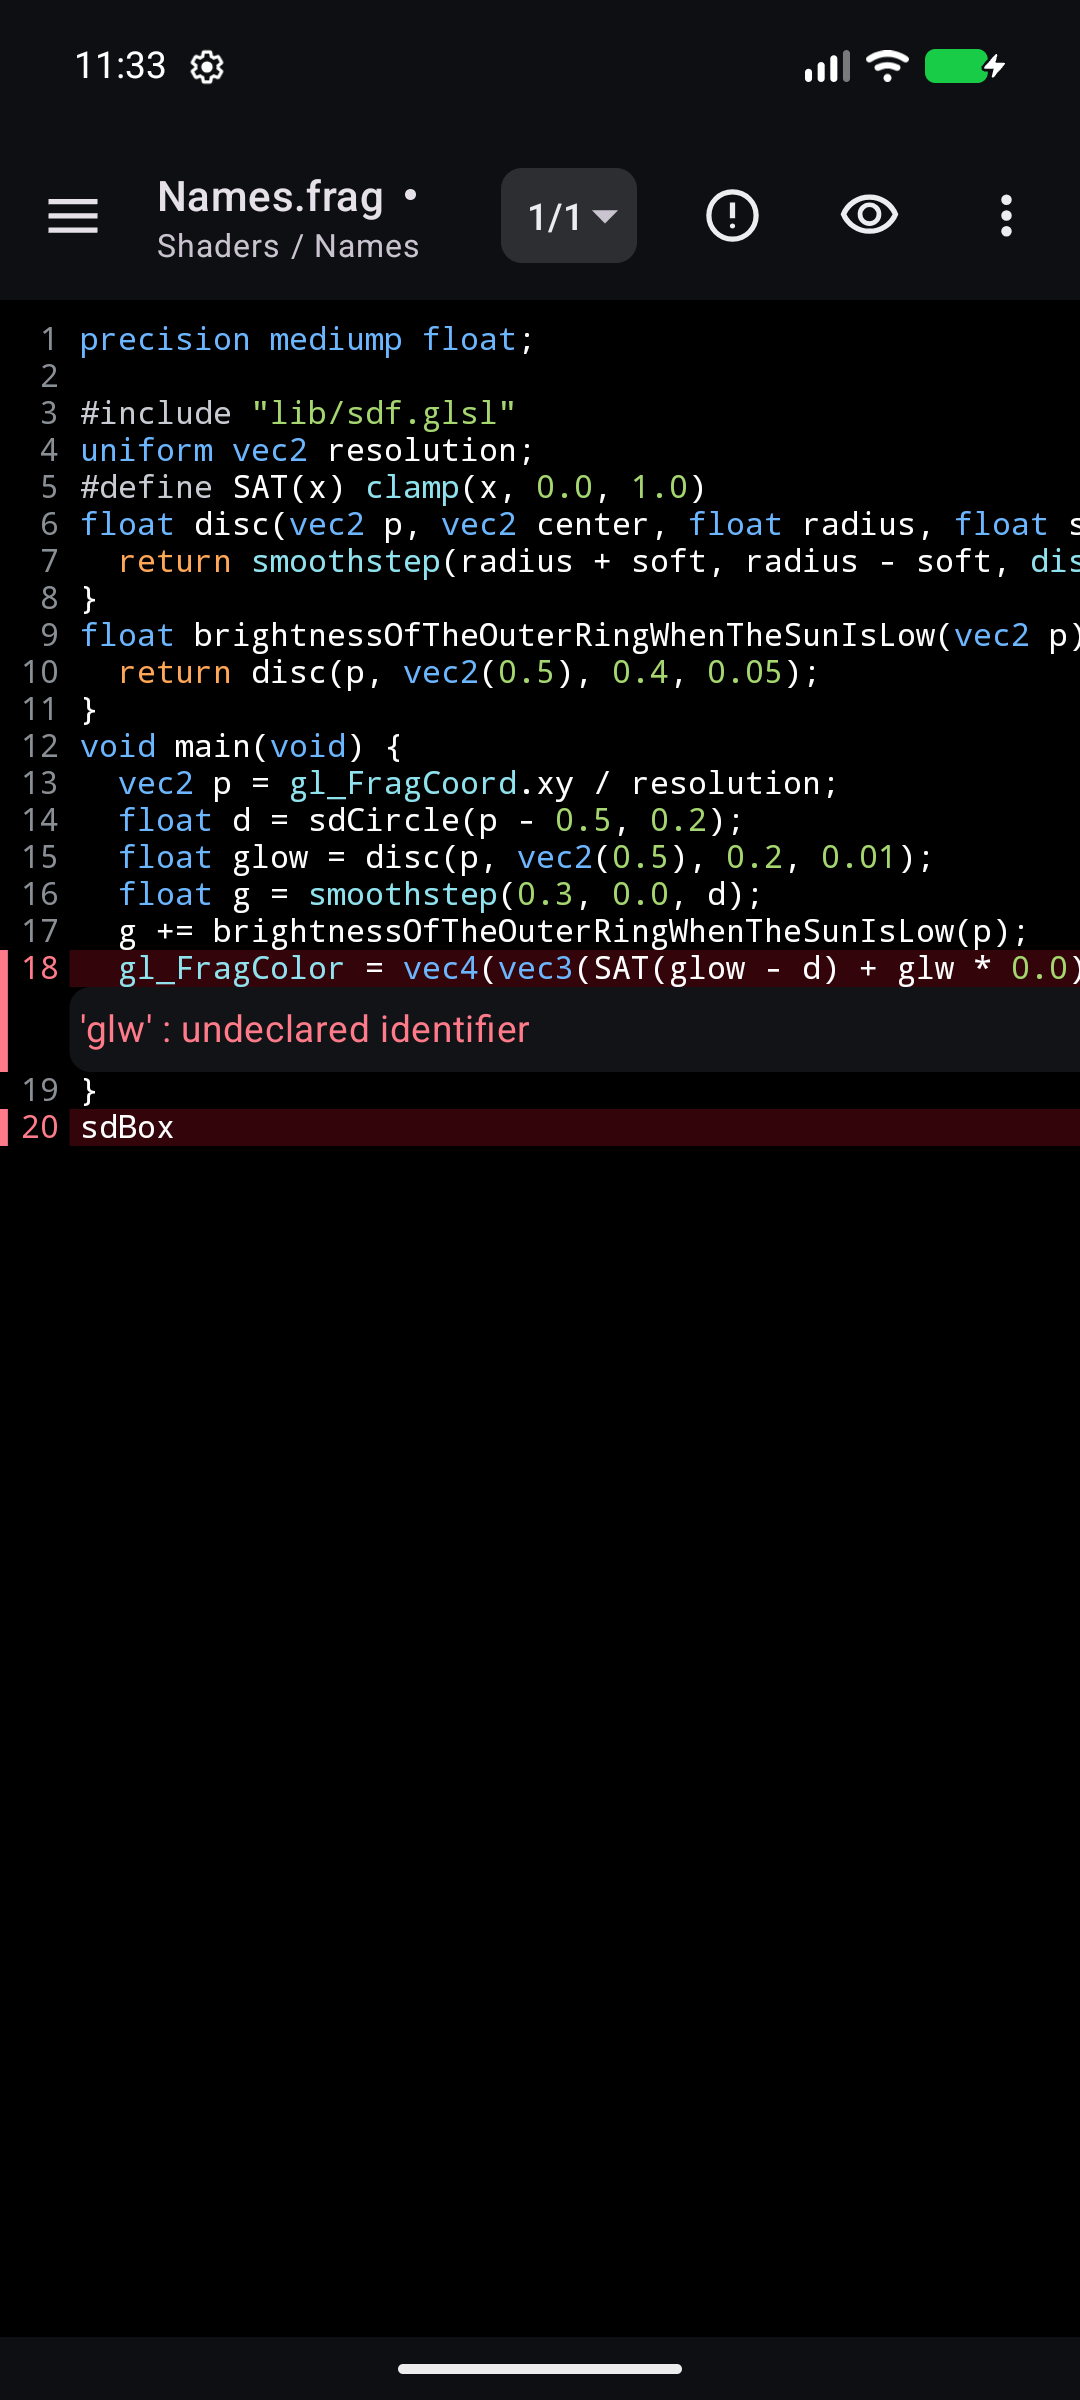 11:33
Names.frag •
Shaders / Names
1/1
1 precision mediump float;
2
3 #include "lib/sdf.glsl"
4 uniform vec2 resolution;
5 #define SAT(x) clamp(x, 0.0, 1.0)
6 float disc(vec2 p, vec2 center, float radius, float s
7   return smoothstep(radius + soft, radius - soft, dis
8 }
9 float brightnessOfTheOuterRingWhenTheSunIsLow(vec2 p)
10   return disc(p, vec2(0.5), 0.4, 0.05);
11 }
12 void main(void) {
13   vec2 p = gl_FragCoord.xy / resolution;
14   float d = sdCircle(p - 0.5, 0.2);
15   float glow = disc(p, vec2(0.5), 0.2, 0.01);
16   float g = smoothstep(0.3, 0.0, d);
17   g += brightnessOfTheOuterRingWhenTheSunIsLow(p);
18   gl_FragColor = vec4(vec3(SAT(glow - d) + glw * 0.0)
'glw' : undeclared identifier
19 }
20 sdBox